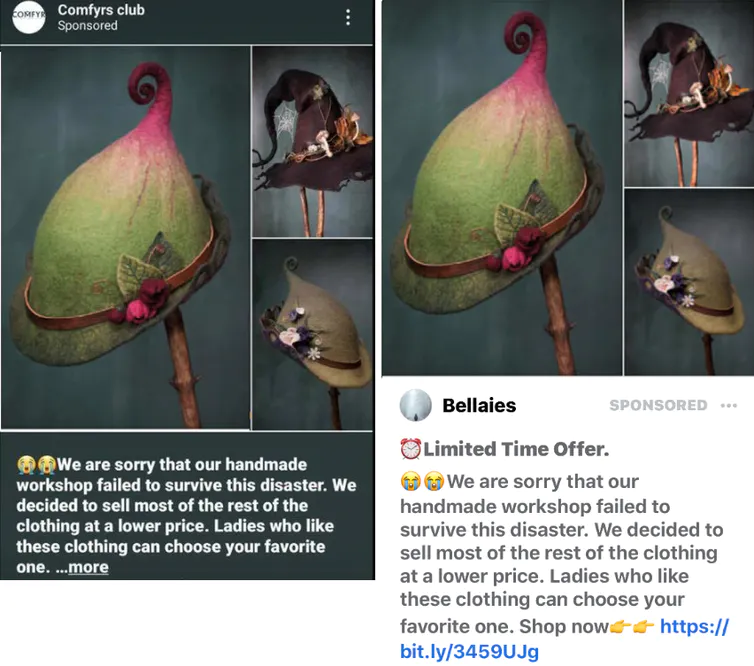 COMFYR
Comfyrs club
Sponsored
😭😭We are sorry that our handmade
workshop failed to survive this disaster. We
decided to sell most of the rest of the
clothing at a lower price. Ladies who like
these clothing can choose your favorite
one. ...more
Bellaies
SPONSORED ...
⏰Limited Time Offer.
😭😭We are sorry that our
handmade workshop failed to
survive this disaster. We decided to
sell most of the rest of the clothing
at a lower price. Ladies who like
these clothing can choose your
favorite one. Shop now👉👉 https://
bit.ly/3459UJg